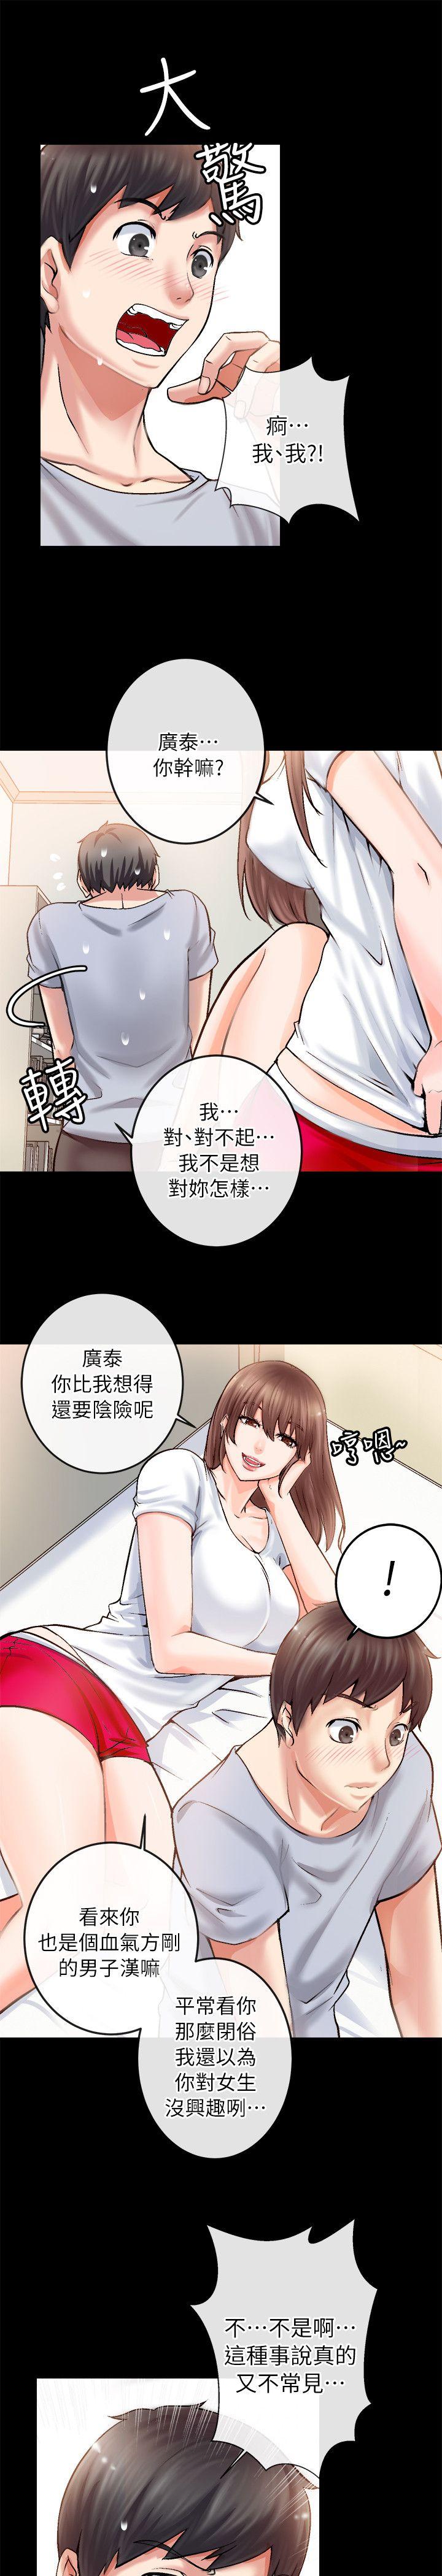 大
驚
痾…
我、我?!
廣泰…
你幹嘛?
轉
我…
對、對不起…
我不是想
對妳怎樣…
廣泰
你比我想得
還要陰險呢
哼嗯~
!
看來你
也是個血氣方剛
的男子漢嘛
平常看你
那麼閉俗
我還以為
你對女生
沒興趣咧…
不…不是啊…
這種事說真的
又不常見…